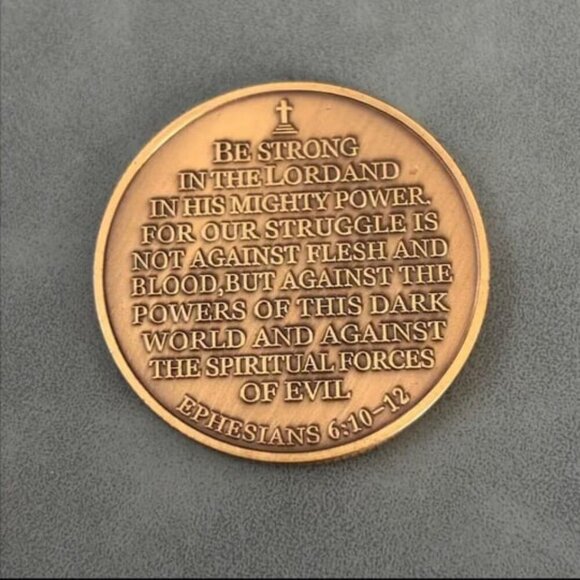 BE STRONG
IN THE LORDAND
IN HIS MIGHTY POWER.
FOR OUR STRUGGLE IS
NOT AGAINST FLESH AND
BLOOD,BUT AGAINST THE
POWERS OF THIS DARK
WORLD AND AGAINST
THE SPIRITUAL FORCES
OF EVIL
EPHESIANS 6:10-12